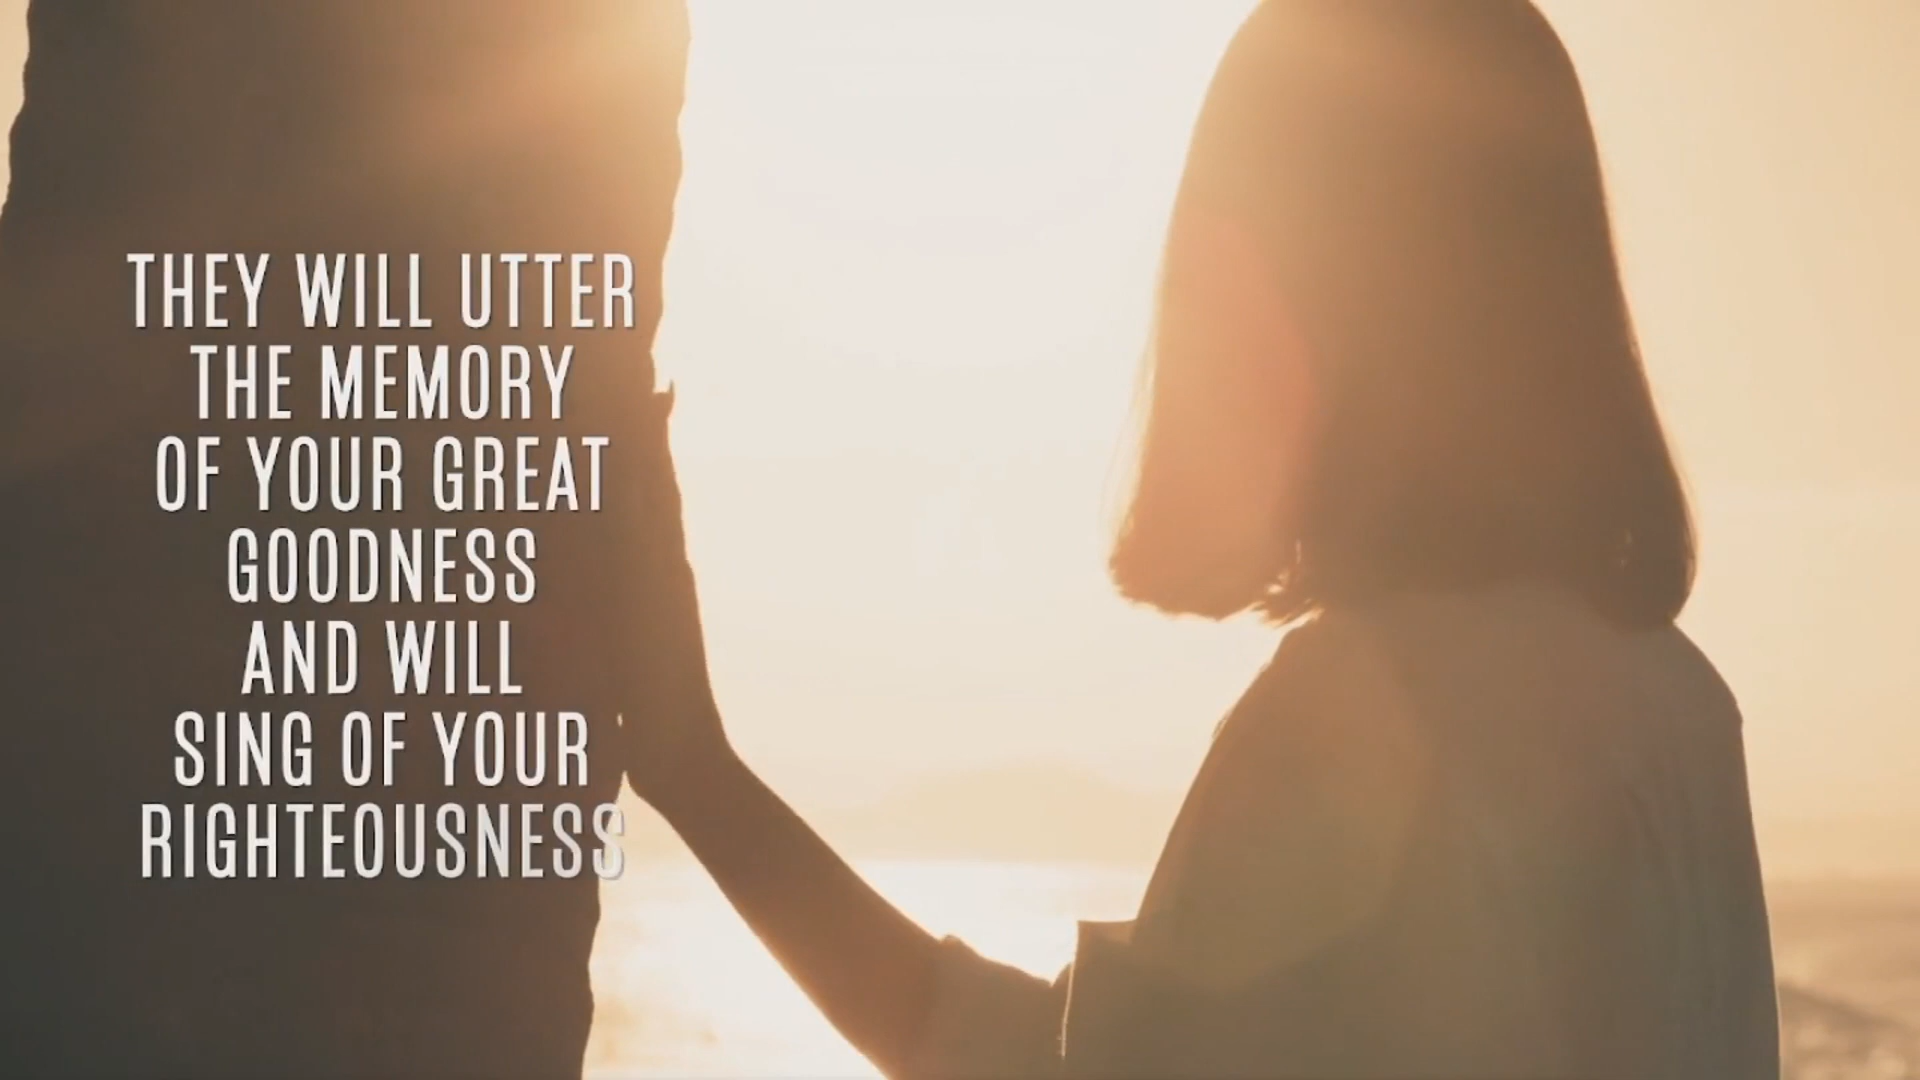 THEY WILL UTTER
THE MEMORY
OF YOUR GREAT
GOODNESS
AND WILL
SING OF YOUR
RIGHTEOUSNESS